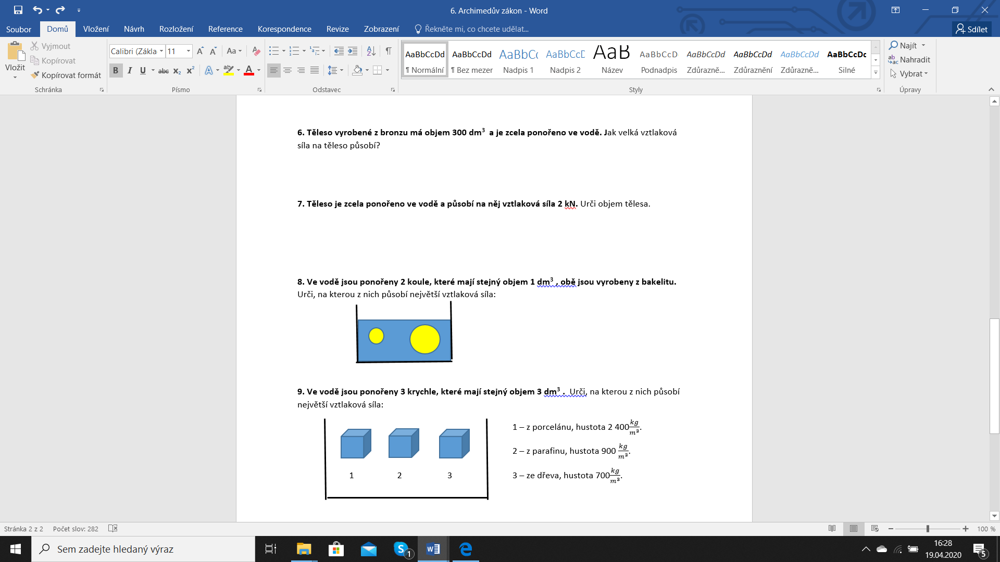 6. Archimedův zákon - Word
Soubor Domů Vložení Návrh Rozložení Reference Korespondence Revize Zobrazení Řekněte mi, co chcete udělat... Sdílet
Vložit
Vyjmout
Kopírovat
Kopírovat formát
Schránka
Calibri (Zákla 11
Písmo
Odstavec
AaBbCcDd AaBbCcDd AaBbCc AaBbCcC AaB AaBbCcD AaBbCcDd AaBbCcDd AaBbCcDd AaBbCcDc
¶ Normální ¶ Bez mezer Nadpis 1 Nadpis 2 Název Podnadpis Zdůrazně... Zdůraznění Zdůrazně... Silné
Styly
Najít
Nahradit
Vybrat
Úpravy
6. Těleso vyrobené z bronzu má objem 300 dm³ a je zcela ponořeno ve vodě. Jak velká vztlaková
síla na těleso působí?
7. Těleso je zcela ponořeno ve vodě a působí na něj vztlaková síla 2 kN. Urči objem tělesa.
8. Ve vodě jsou ponořeny 2 koule, které mají stejný objem 1 dm³ , obě jsou vyrobeny z bakelitu.
Urči, na kterou z nich působí největší vztlaková síla:
9. Ve vodě jsou ponořeny 3 krychle, které mají stejný objem 3 dm³ . Urči, na kterou z nich působí
největší vztlaková síla:
1 – z porcelánu, hustota 2 400 kg/m³.
2 – z parafinu, hustota 900 kg/m³.
3 – ze dřeva, hustota 700 kg/m³.
1 2 3
Stránka 2 z 2 Počet slov: 282 100 %
Sem zadejte hledaný výraz
1
16:28
19.04.2020
5